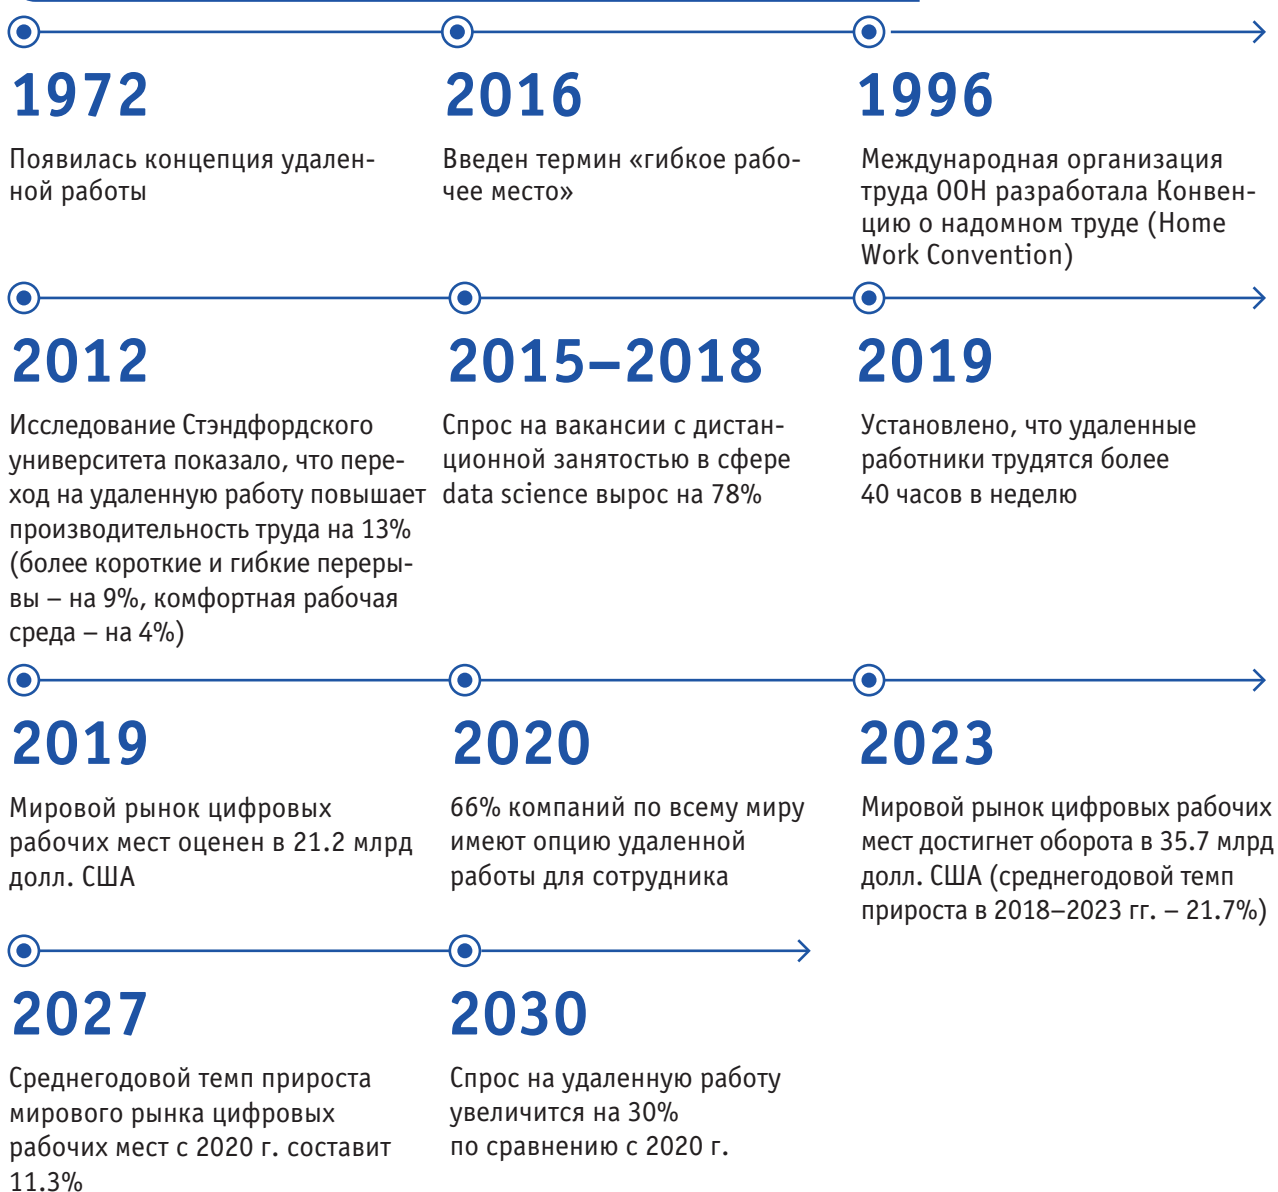 1972
Появилась концепция удален-
ной работы
2016
Введен термин «гибкое рабо-
чее место»
1996
Международная организация
труда ООН разработала Конвен-
цию о надомном труде (Home
Work Convention)
2012
Исследование Стэндфордского
университета показало, что пере-
ход на удаленную работу повышает
производительность труда на 13%
(более короткие и гибкие переры-
вы – на 9%, комфортная рабочая
среда – на 4%)
2015–2018
Спрос на вакансии с дистан-
ционной занятостью в сфере
data science вырос на 78%
2019
Установлено, что удаленные
работники трудятся более
40 часов в неделю
2019
Мировой рынок цифровых
рабочих мест оценен в 21.2 млрд
долл. США
2020
66% компаний по всему миру
имеют опцию удаленной
работы для сотрудника
2023
Мировой рынок цифровых рабочих
мест достигнет оборота в 35.7 млрд
долл. США (среднегодовой темп
прироста в 2018–2023 гг. – 21.7%)
2027
Среднегодовой темп прироста
мирового рынка цифровых
рабочих мест с 2020 г. составит
11.3%
2030
Спрос на удаленную работу
увеличится на 30%
по сравнению с 2020 г.